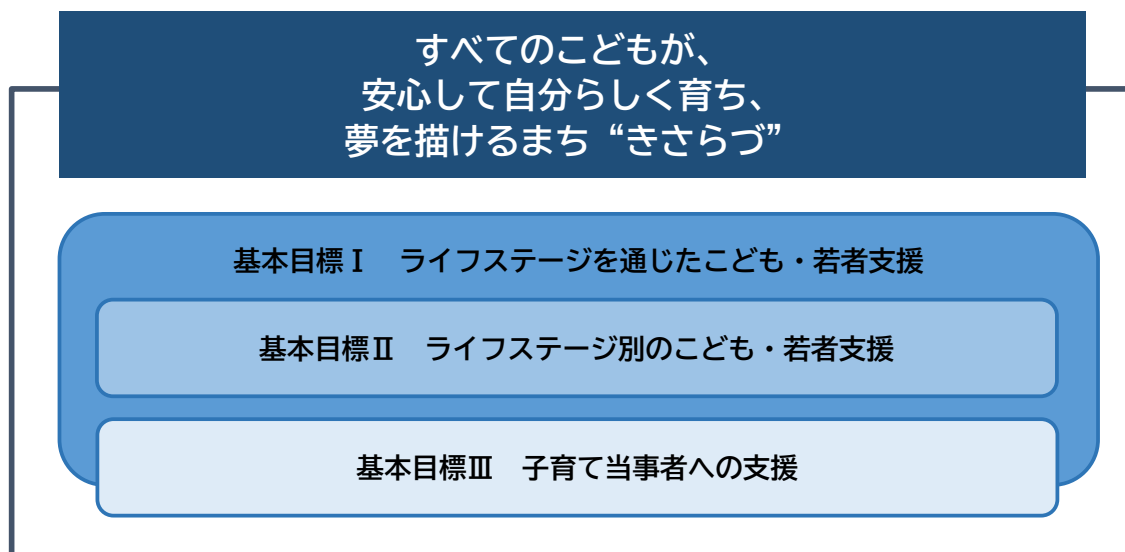 すべてのこどもが、
安心して自分らしく育ち、
夢を描けるまち“きさらづ”
基本目標Ⅰ　ライフステージを通じたこども・若者支援
基本目標Ⅱ　ライフステージ別のこども・若者支援
基本目標Ⅲ　子育て当事者への支援